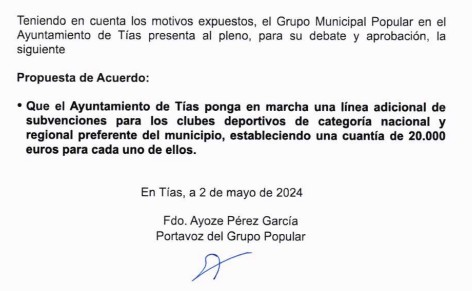 Teniendo en cuenta los motivos expuestos, el Grupo Municipal Popular en el
Ayuntamiento de Tías presenta al pleno, para su debate y aprobación, la
siguiente
Propuesta de Acuerdo:
• Que el Ayuntamiento de Tías ponga en marcha una línea adicional de
subvenciones para los clubes deportivos de categoría nacional y
regional preferente del municipio, estableciendo una cuantía de 20.000
euros para cada uno de ellos.
En Tías, a 2 de mayo de 2024
Fdo. Ayoze Pérez García
Portavoz del Grupo Popular